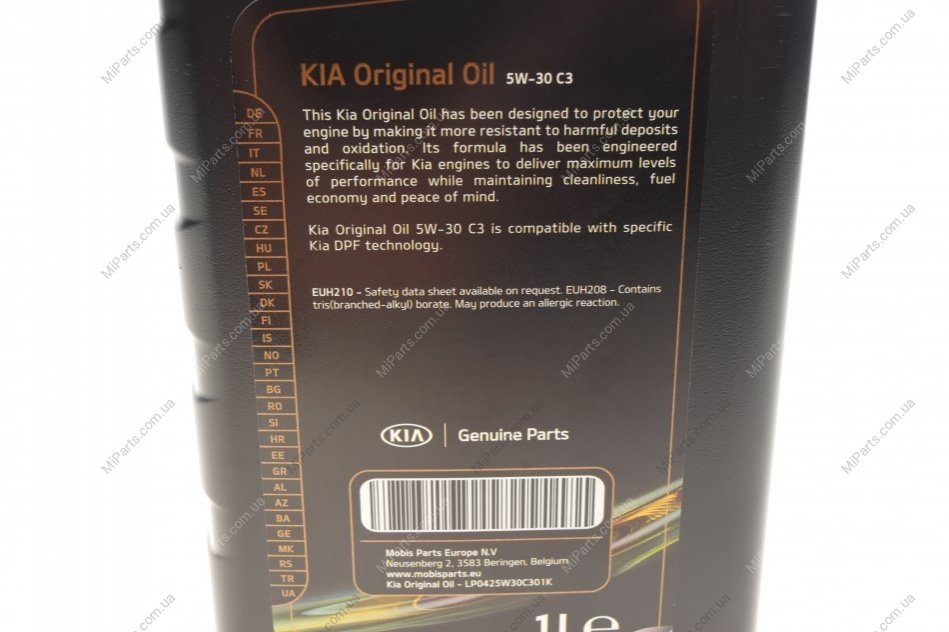 KIA Original Oil 5W-30 C3
This Kia Original Oil has been designed to protect your
engine by making it more resistant to harmful deposits
and oxidation. Its formula has been engineered
specifically for Kia engines to deliver maximum levels
of performance while maintaining cleanliness, fuel
economy and peace of mind.
Kia Original Oil 5W-30 C3 is compatible with specific
Kia DPF technology.
EUH210 - Safety data sheet available on request. EUH208 - Contains
tris(branched-alkyl) borate. May produce an allergic reaction.
DE
FR
IT
NL
ES
SE
CZ
HU
PL
SK
DK
FI
IS
NO
PT
BG
RO
SI
HR
EE
GR
AL
AZ
BA
GE
MK
RS
TR
UA
KIA | Genuine Parts
Mobis Parts Europe N.V
Neusenberg 2, 3583 Beringen, Belgium
www.mobisparts.eu
Kia Original Oil - LP0425W30C301K
1L e
MiParts.com.ua